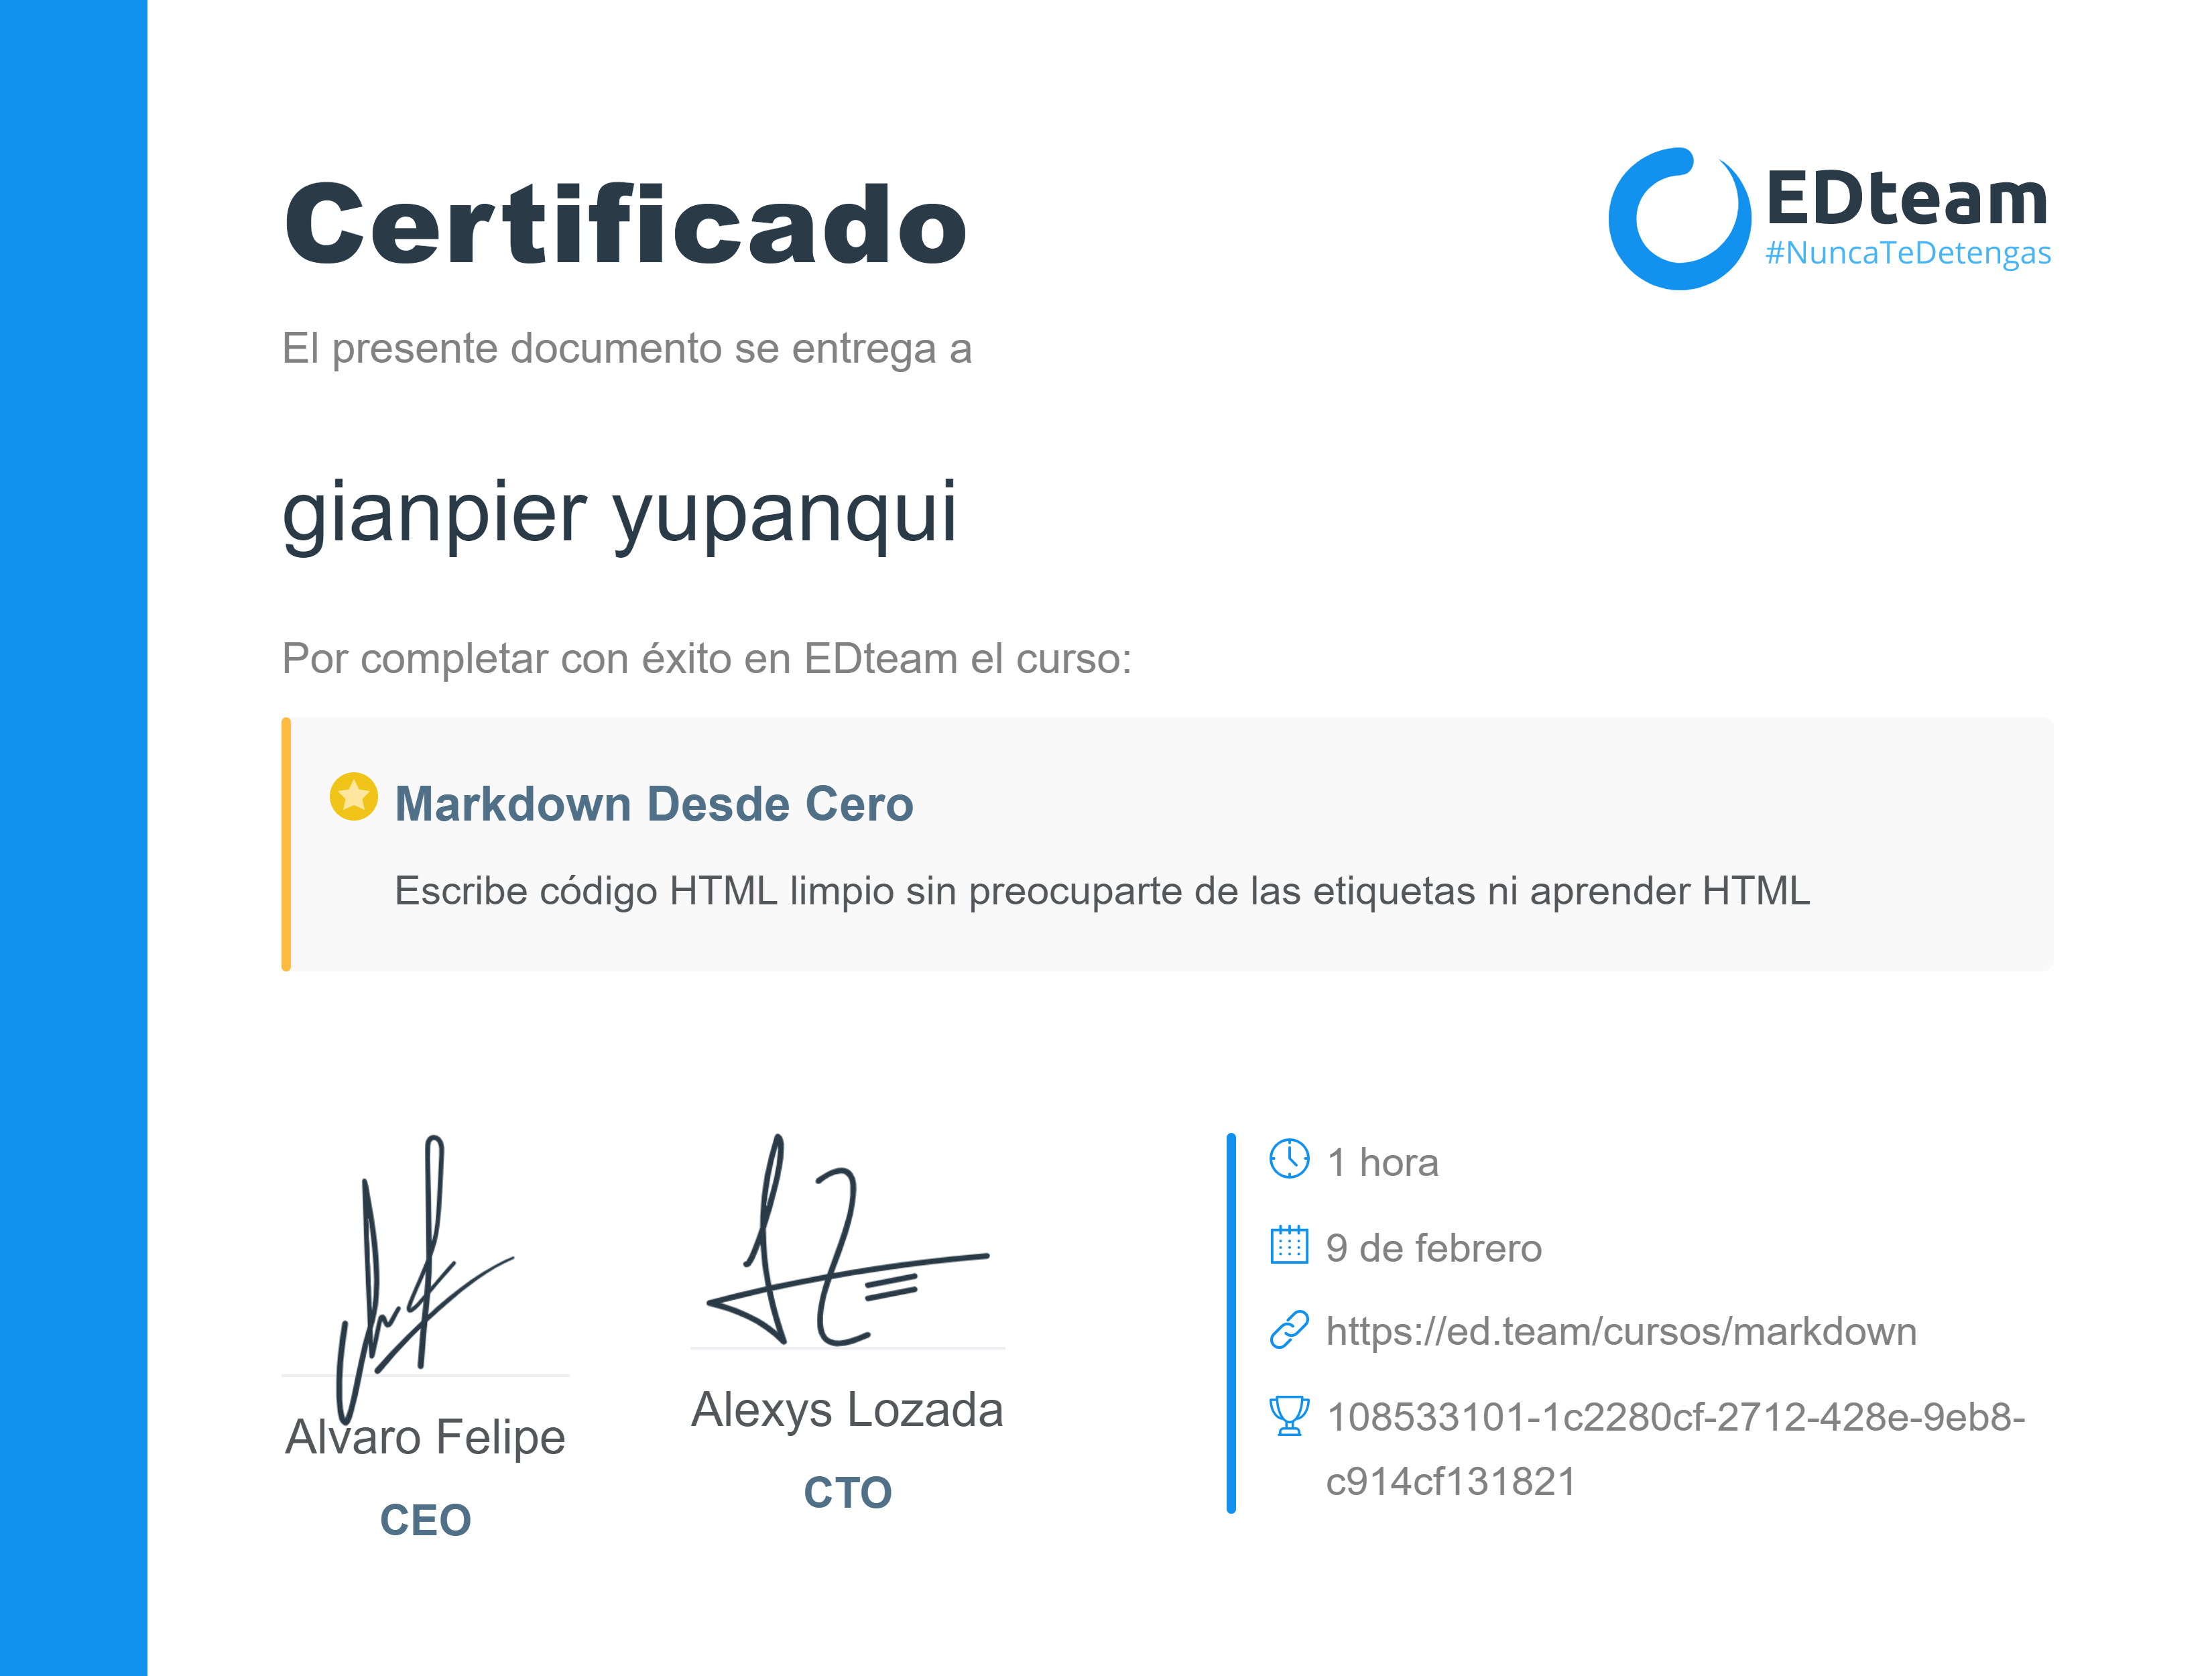 Certificado
EDteam
#NuncaTeDetengas
El presente documento se entrega a
gianpier yupanqui
Por completar con éxito en EDteam el curso:
Markdown Desde Cero
Escribe código HTML limpio sin preocuparte de las etiquetas ni aprender HTML
Alvaro Felipe
CEO
Alexys Lozada
CTO
1 hora
9 de febrero
https://ed.team/cursos/markdown
108533101-1c2280cf-2712-428e-9eb8-
c914cf131821